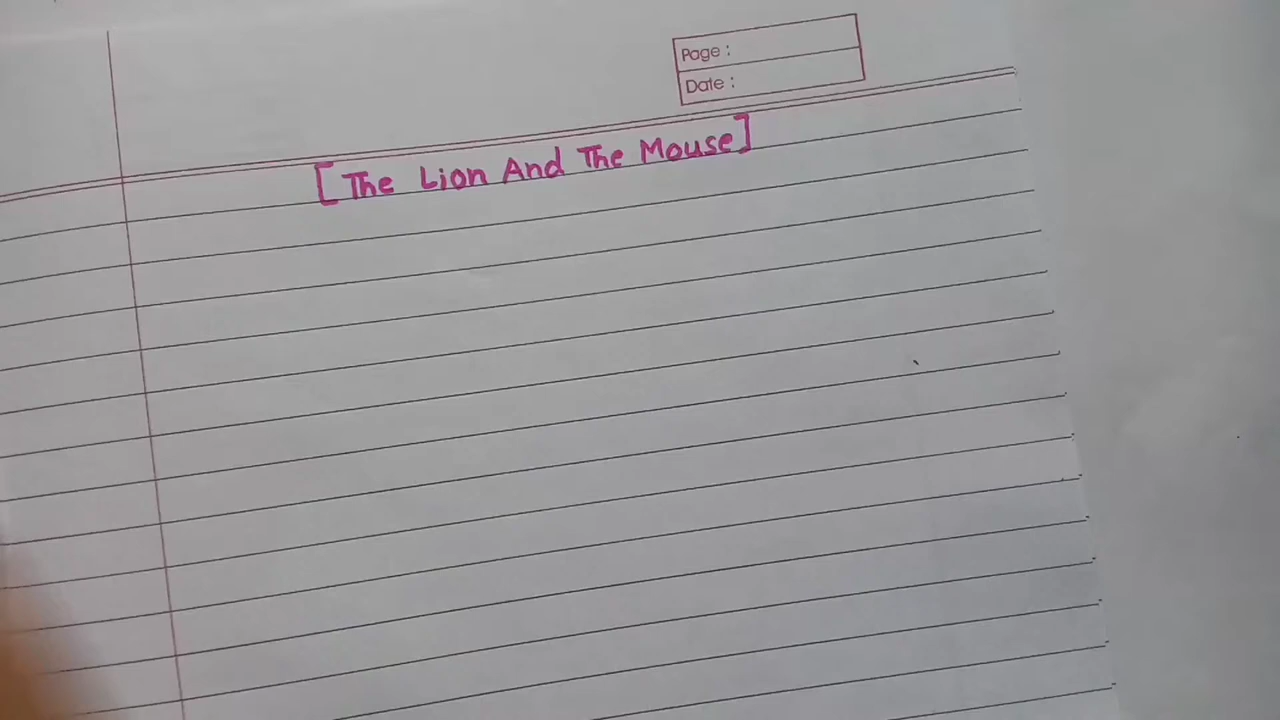 Page :
Date :
[The Lion And The Mouse]